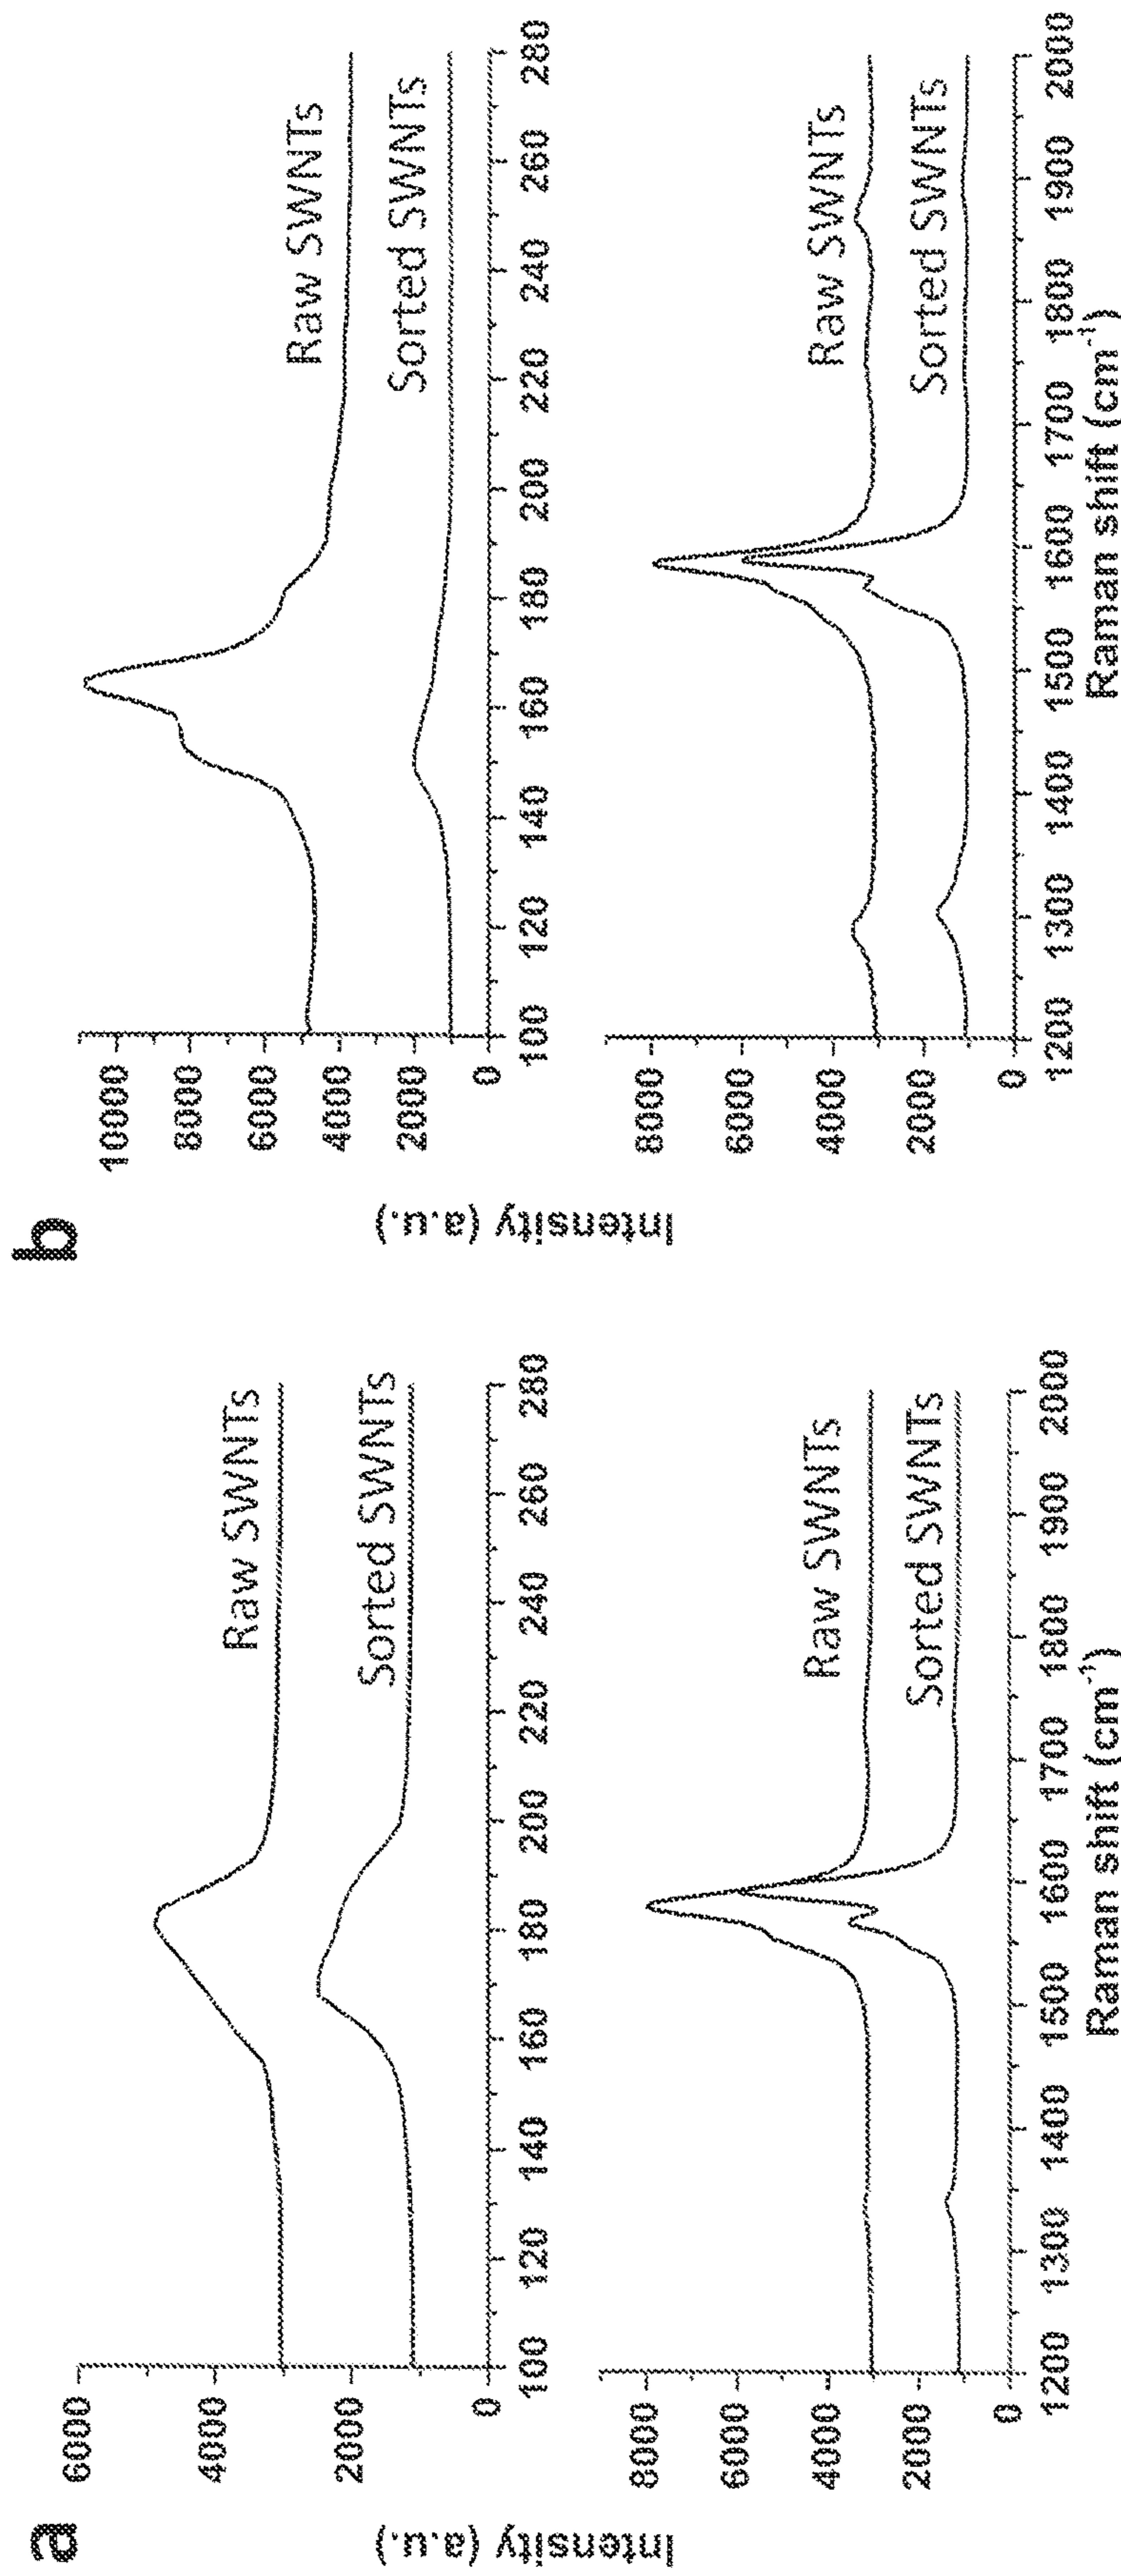 a
Intensity (a.u.)
6000
4000
2000
0
Raw SWNTs
Sorted SWNTs
100 120 140 160 180 200 220 240 260 280
8000
6000
4000
2000
0
Raw SWNTs
Sorted SWNTs
1200 1300 1400 1500 1600 1700 1800 1900 2000
Raman shift (cm⁻¹)
b
Intensity (a.u.)
10000
8000
6000
4000
2000
0
Raw SWNTs
Sorted SWNTs
100 120 140 160 180 200 220 240 260 280
8000
6000
4000
2000
0
Raw SWNTs
Sorted SWNTs
1200 1300 1400 1500 1600 1700 1800 1900 2000
Raman shift (cm⁻¹)